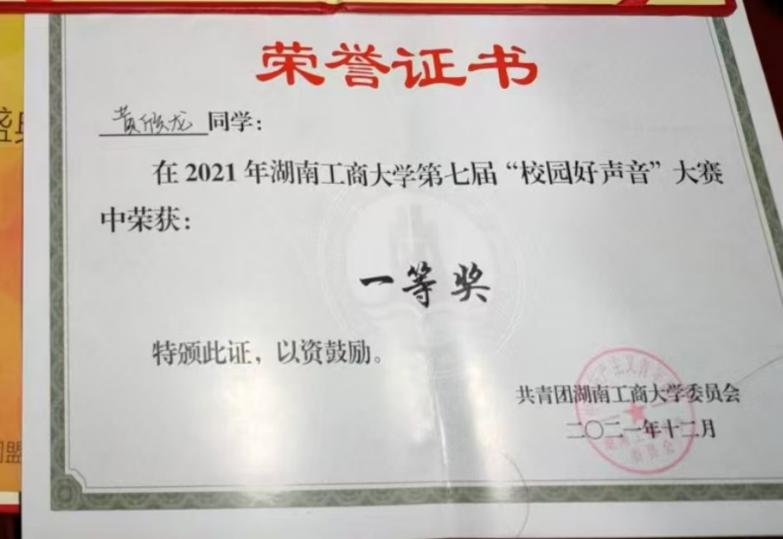 荣誉证书
黄欣龙同学：
在2021年湖南工商大学第七届“校园好声音”大赛
中荣获：
一等奖
特颁此证，以资鼓励。
共青团湖南工商大学委员会
二〇二一年十二月